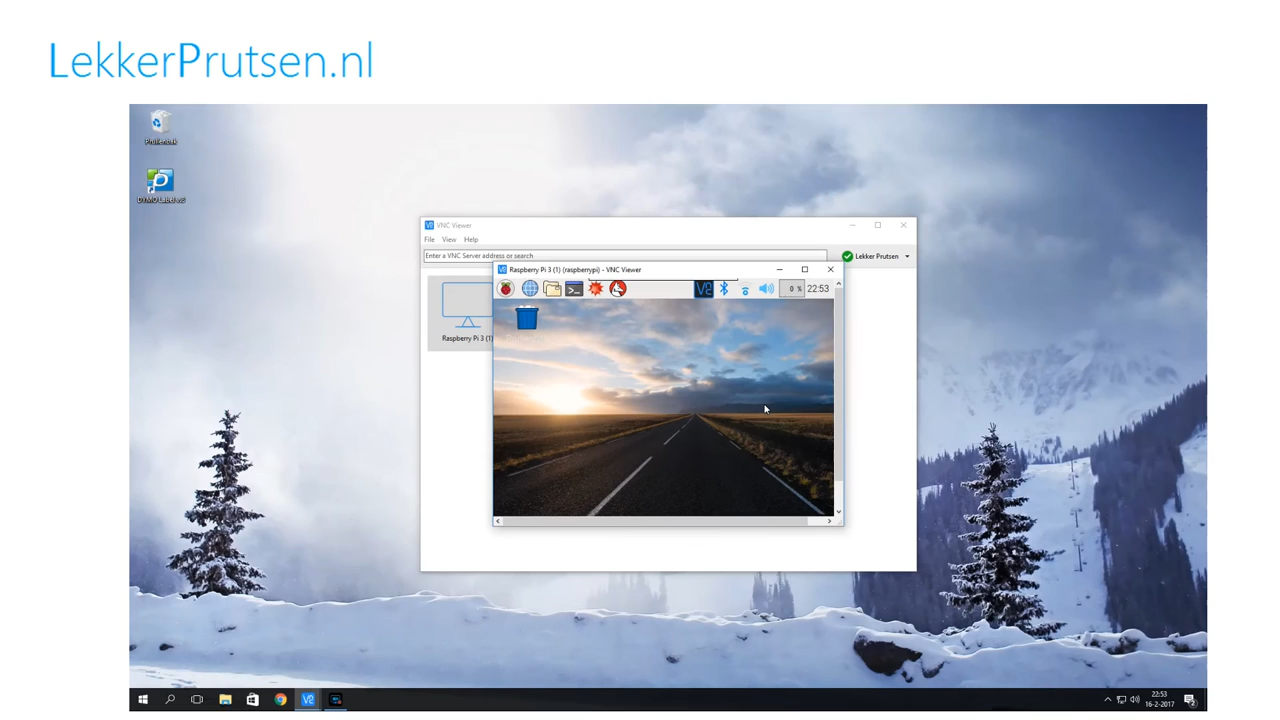 LekkerPrutsen.nl
Prullenbak
DYMO Label v.8
VNC Viewer
File View Help
Enter a VNC Server address or search
Lekker Prutsen
Raspberry Pi 3 (1) (raspberrypi) - VNC Viewer
0 % 22:53
Raspberry Pi 3 (1)
22:53
16-2-2017